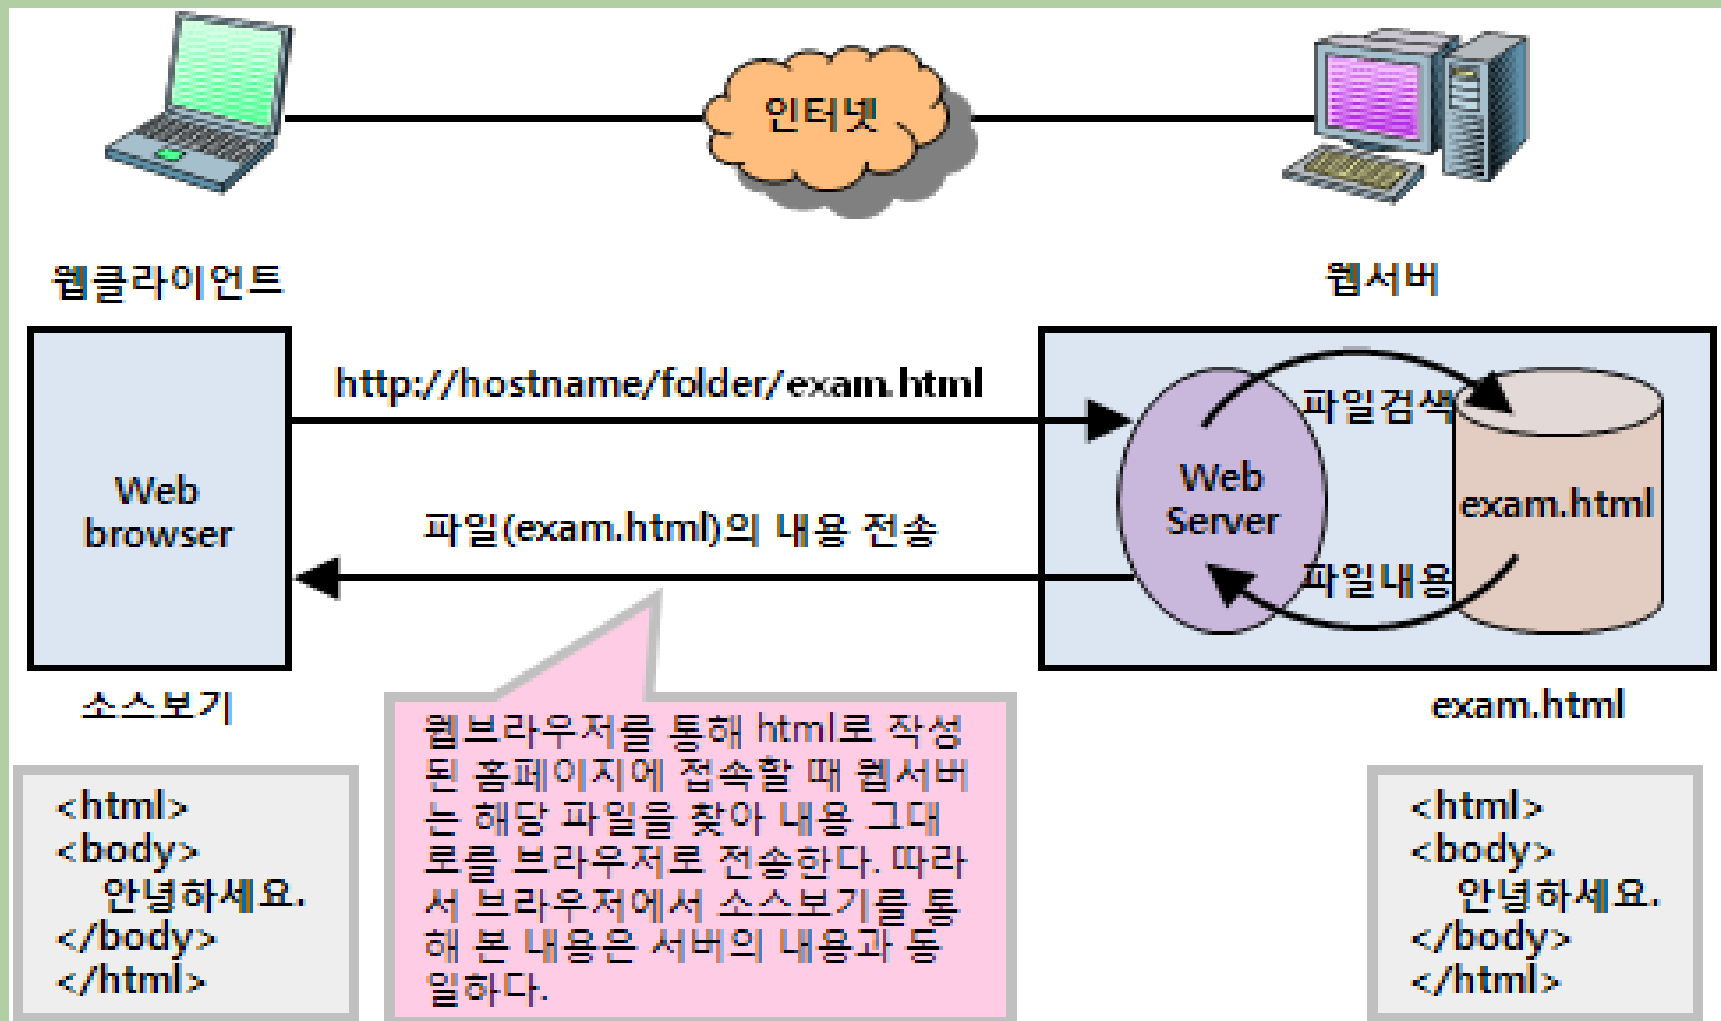 인터넷
웹클라이언트
웹서버
http://hostname/folder/exam.html
파일검색
Web
browser
Web
Server
exam.html
파일(exam.html)의 내용 전송
파일내용
소스보기
exam.html
웹브라우저를 통해 html로 작성
된 홈페이지에 접속할 때 웹서버
는 해당 파일을 찾아 내용 그대
로를 브라우저로 전송한다. 따라
서 브라우저에서 소스보기를 통
해 본 내용은 서버의 내용과 동
일하다.
<html>
<body>
안녕하세요.
</body>
</html>
<html>
<body>
안녕하세요.
</body>
</html>